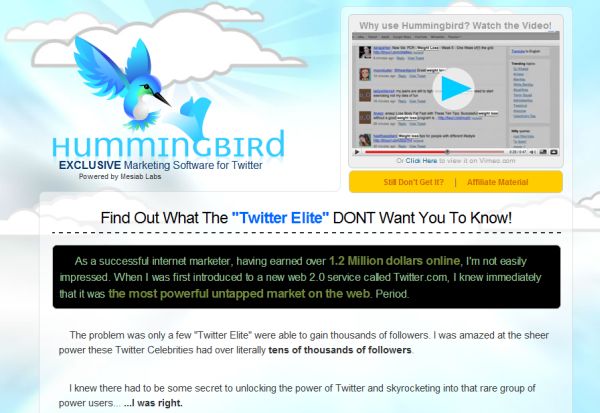 Why use Hummingbird? Watch the Video!
HUMMINGBIRD
EXCLUSIVE Marketing Software for Twitter
Powered by Mesiab Labs
Trending topics
Or Click Here to view it on Vimeo.com
Still Don't Get It? | Affiliate Material
Find Out What The "Twitter Elite" DONT Want You To Know!
As a successful internet marketer, having earned over 1.2 Million dollars online, I'm not easily
impressed. When I was first introduced to a new web 2.0 service called Twitter.com, I knew immediately
that it was the most powerful untapped market on the web. Period.
The problem was only a few "Twitter Elite" were able to gain thousands of followers. I was amazed at the sheer
power these Twitter Celebrities had over literally tens of thousands of followers.
I knew there had to be some secret to unlocking the power of Twitter and skyrocketing into that rare group of
power users... ...I was right.